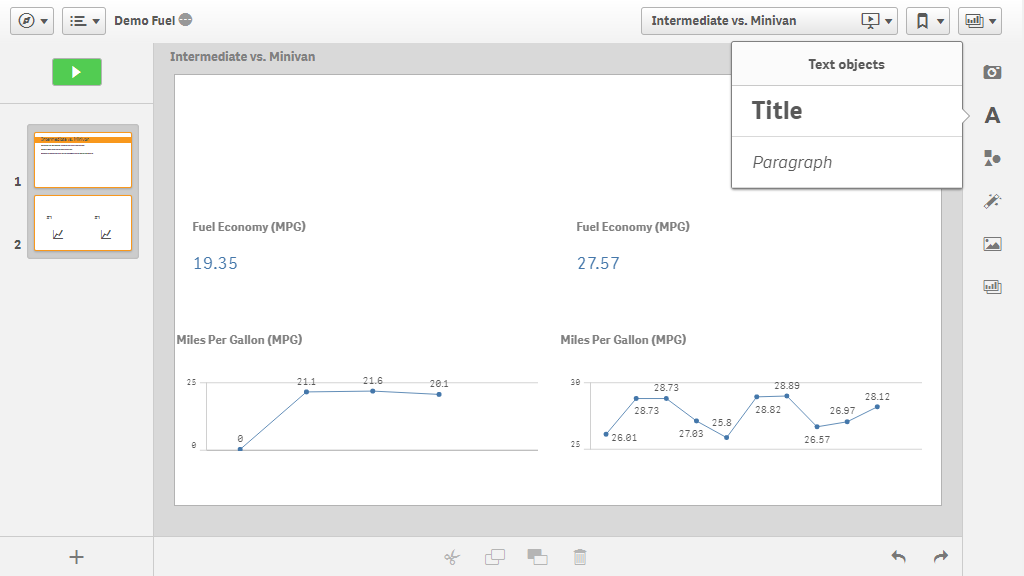 Demo Fuel
Intermediate vs. Minivan
Intermediate vs. Minivan
Text objects
Title
Paragraph
A
1
Intermediate vs. Minivan
2
Fuel Economy (MPG)
19.35
Fuel Economy (MPG)
27.57
Miles Per Gallon (MPG)
25
0
0
21.1
21.6
20.1
Miles Per Gallon (MPG)
30
25
26.01
28.73
28.73
27.03
25.8
28.82
28.89
26.57
26.97
28.12